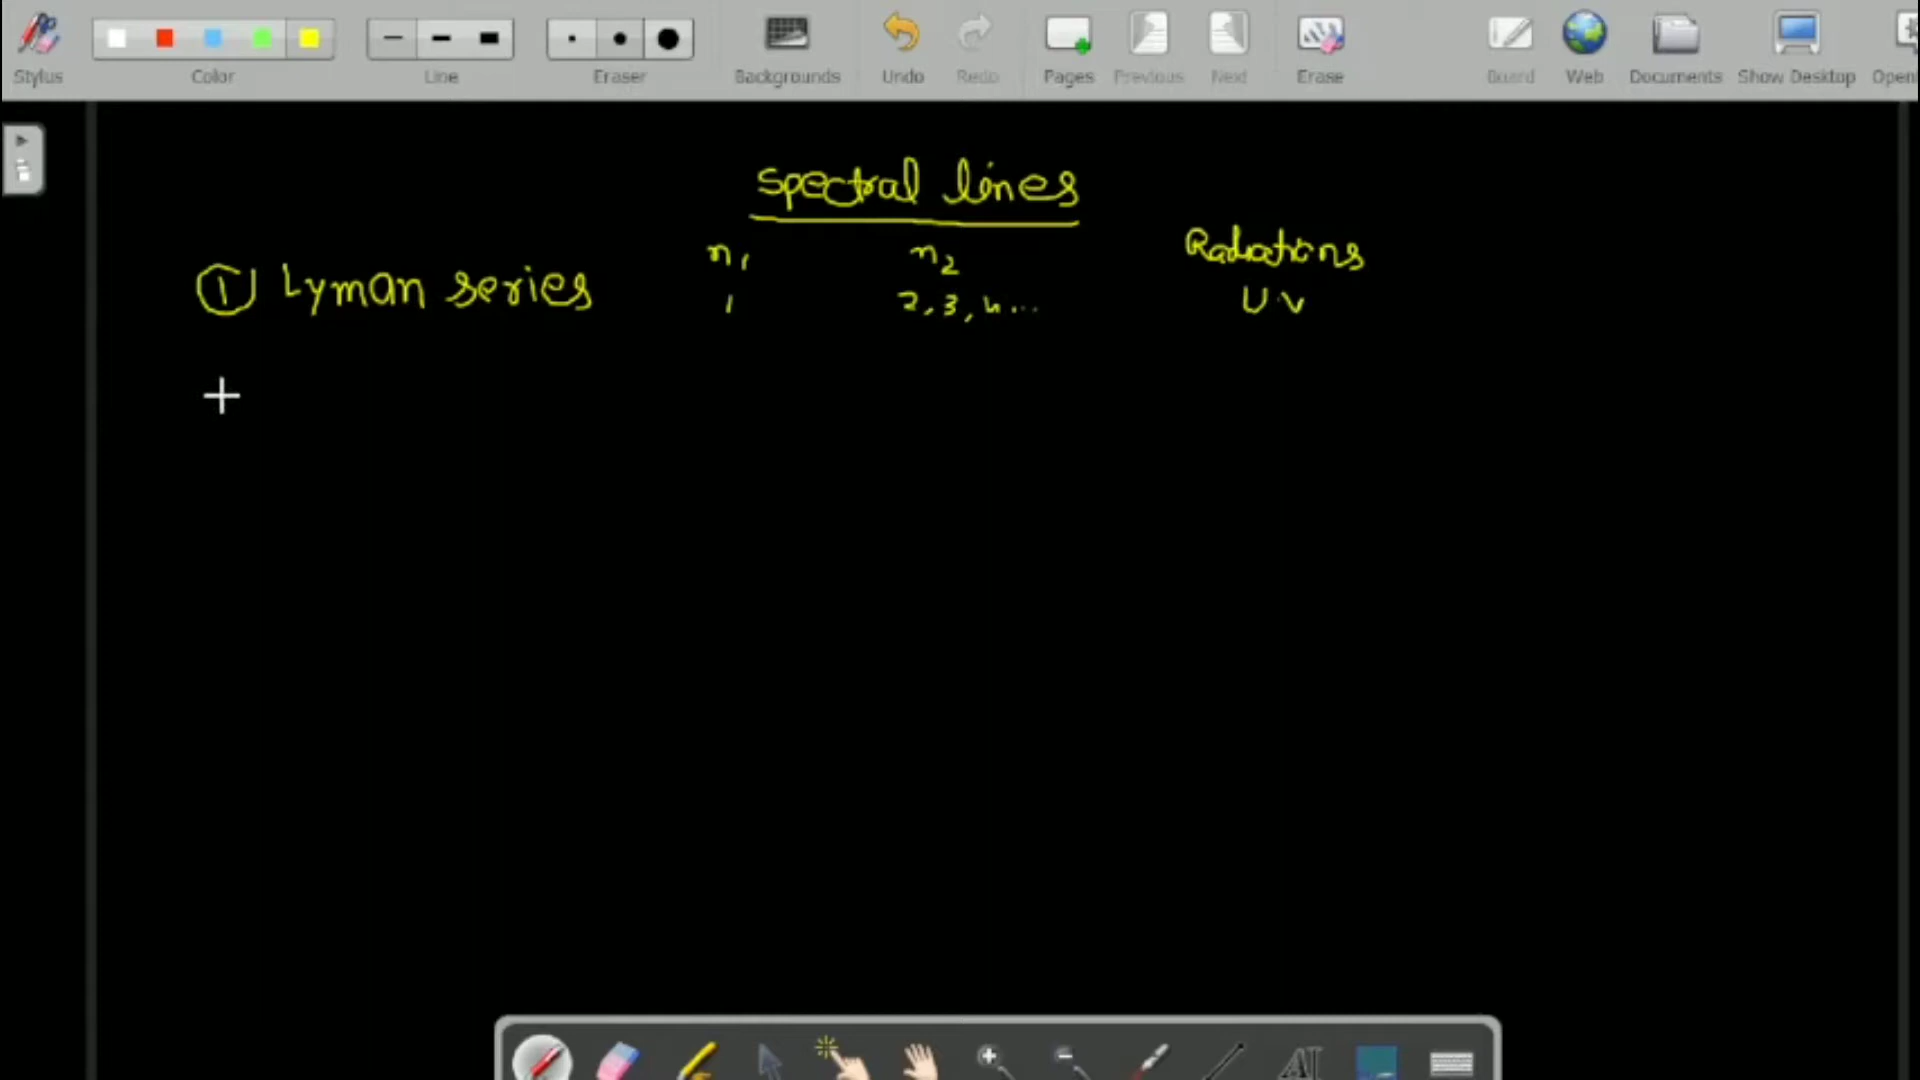 Stylus Color Line Eraser Backgrounds Undo Redo Pages Previous Next Erase Board Web Documents Show Desktop Open
Spectral lines
n1 n2 Radiations
① Lyman series 1 2, 3, 4 ... U.V